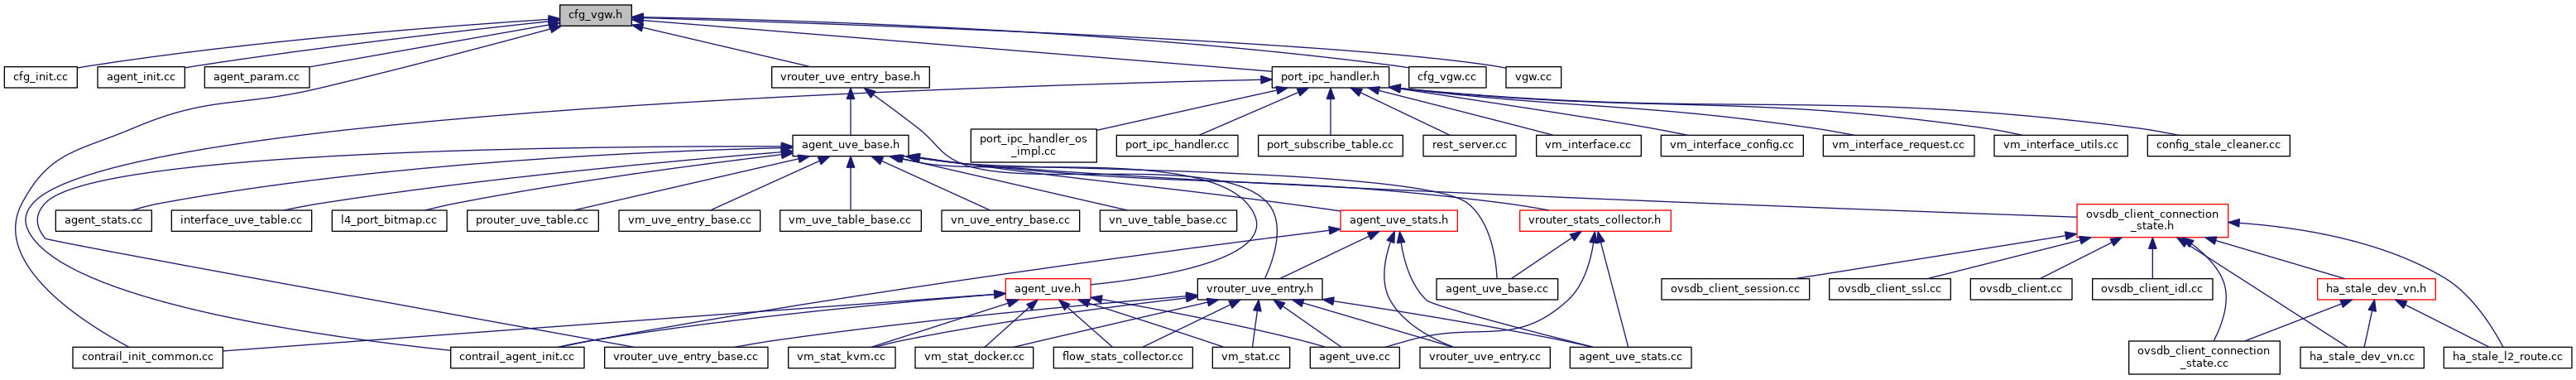 cfg_vgw.h
cfg_init.cc
agent_init.cc
agent_param.cc
vrouter_uve_entry_base.h
port_ipc_handler.h
cfg_vgw.cc
vgw.cc
agent_uve_base.h
port_ipc_handler_os
_impl.cc
port_ipc_handler.cc
port_subscribe_table.cc
rest_server.cc
vm_interface.cc
vm_interface_config.cc
vm_interface_request.cc
vm_interface_utils.cc
config_stale_cleaner.cc
agent_stats.cc
interface_uve_table.cc
l4_port_bitmap.cc
prouter_uve_table.cc
vm_uve_entry_base.cc
vm_uve_table_base.cc
vn_uve_entry_base.cc
vn_uve_table_base.cc
agent_uve_stats.h
vrouter_stats_collector.h
ovsdb_client_connection
_state.h
agent_uve.h
vrouter_uve_entry.h
agent_uve_base.cc
ovsdb_client_session.cc
ovsdb_client_ssl.cc
ovsdb_client.cc
ovsdb_client_idl.cc
ha_stale_dev_vn.h
contrail_init_common.cc
contrail_agent_init.cc
vrouter_uve_entry_base.cc
vm_stat_kvm.cc
vm_stat_docker.cc
flow_stats_collector.cc
vm_stat.cc
agent_uve.cc
vrouter_uve_entry.cc
agent_uve_stats.cc
ovsdb_client_connection
_state.cc
ha_stale_dev_vn.cc
ha_stale_l2_route.cc